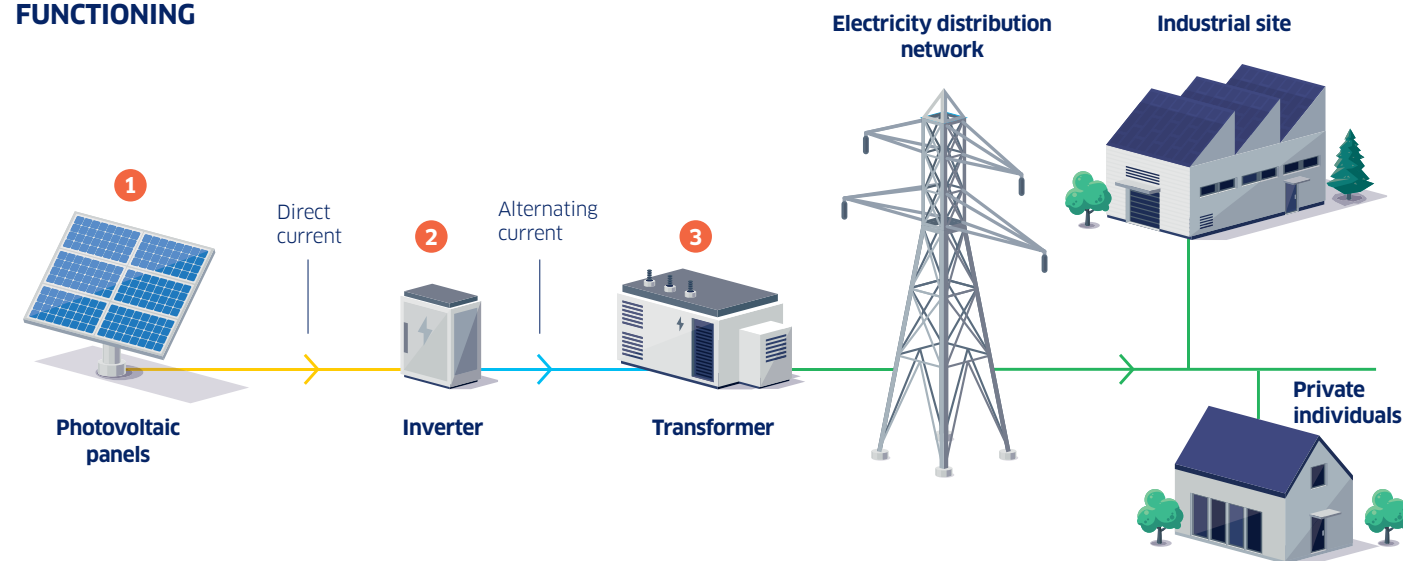 FUNCTIONING
Electricity distribution
network
Industrial site
1
Direct
current
2
Alternating
current
3
Photovoltaic
panels
Inverter
Transformer
Private
individuals